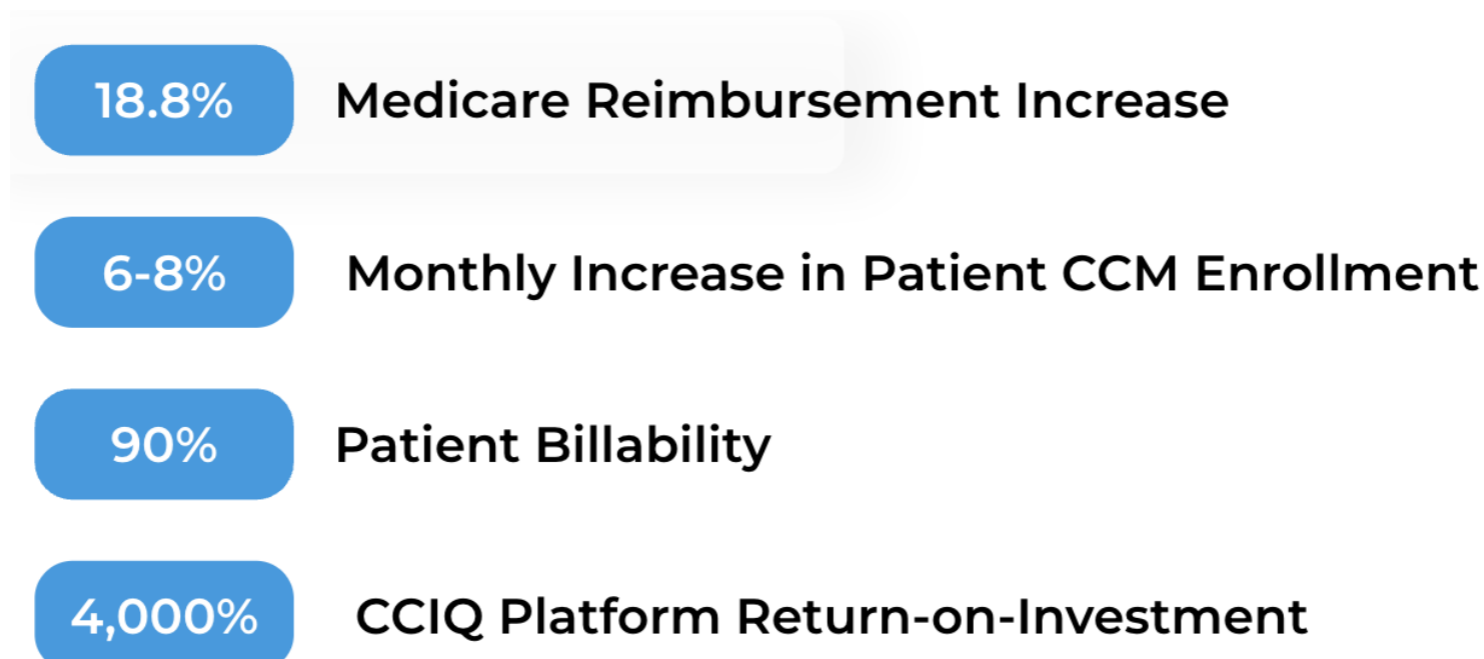 18.8% Medicare Reimbursement Increase
6-8% Monthly Increase in Patient CCM Enrollment
90% Patient Billability
4,000% CCIQ Platform Return-on-Investment